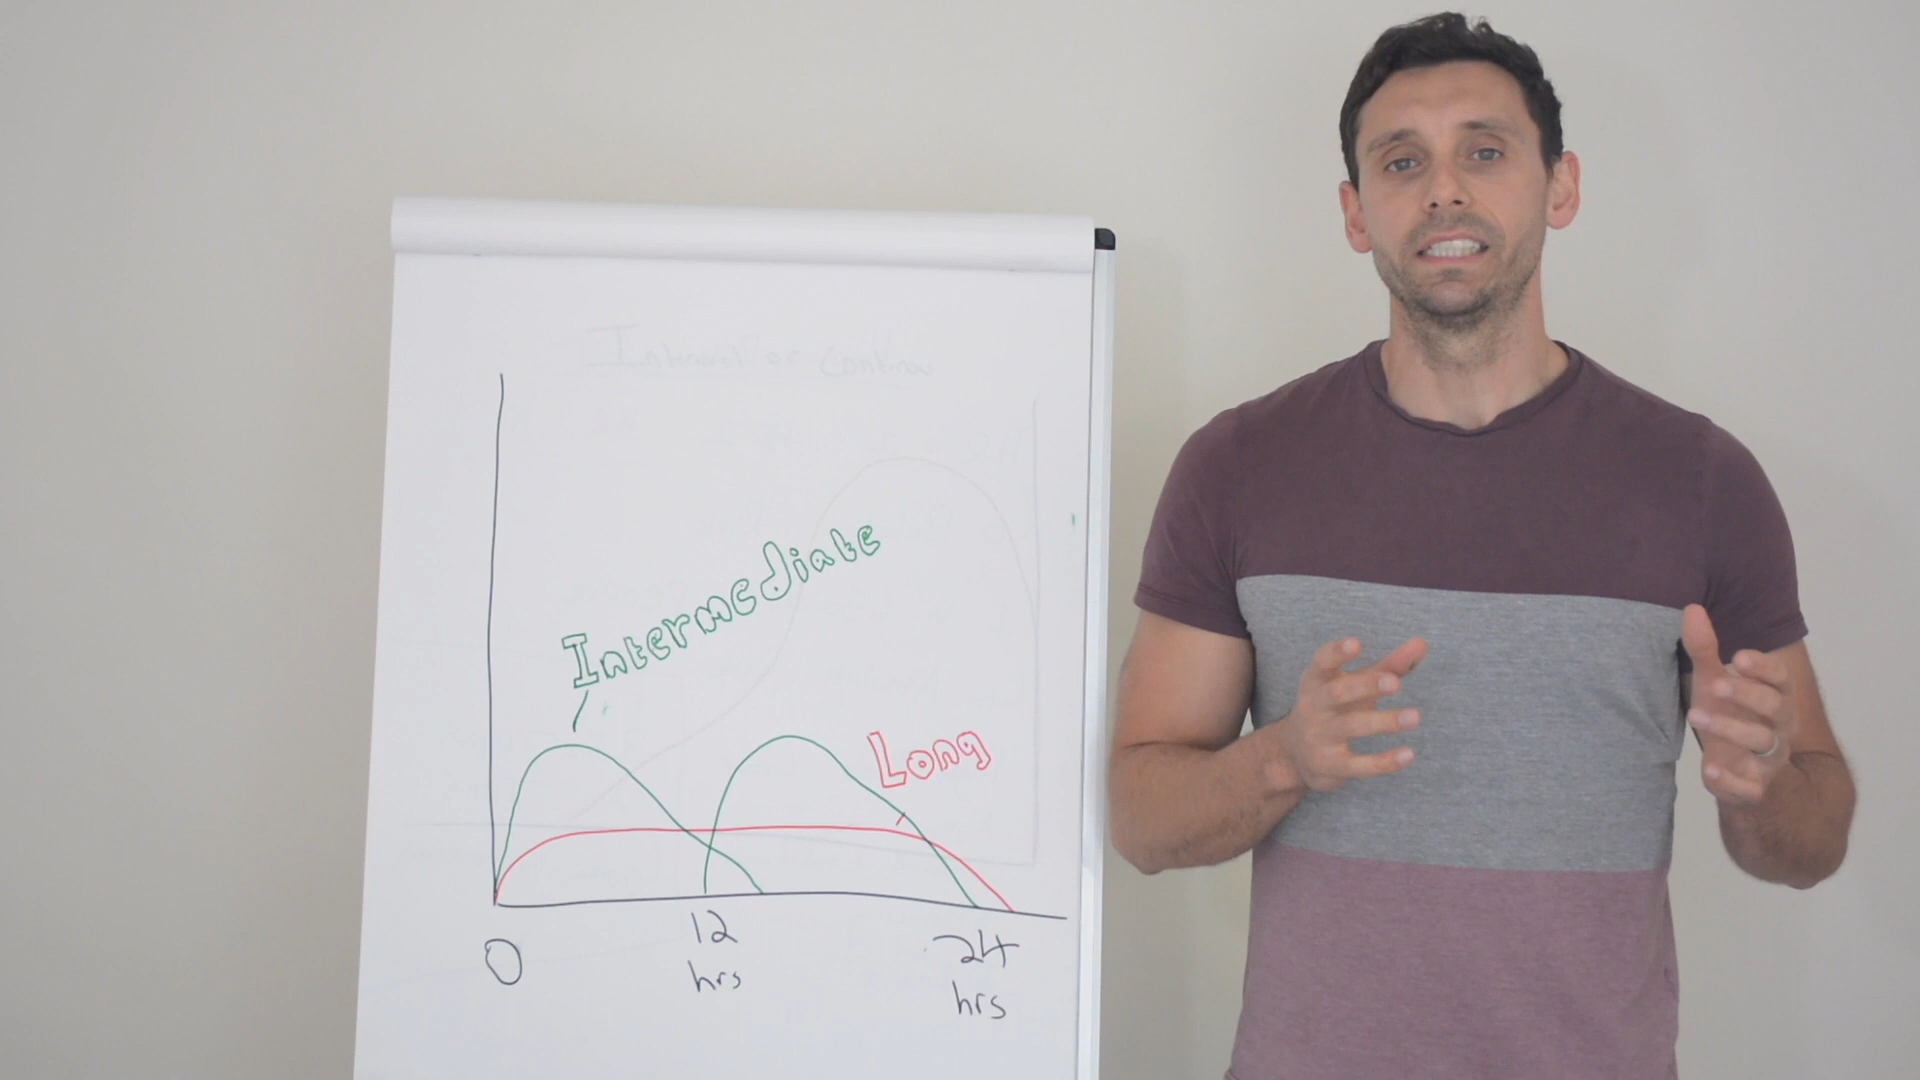 Intermediate
Long
0
12
hrs
24
hrs